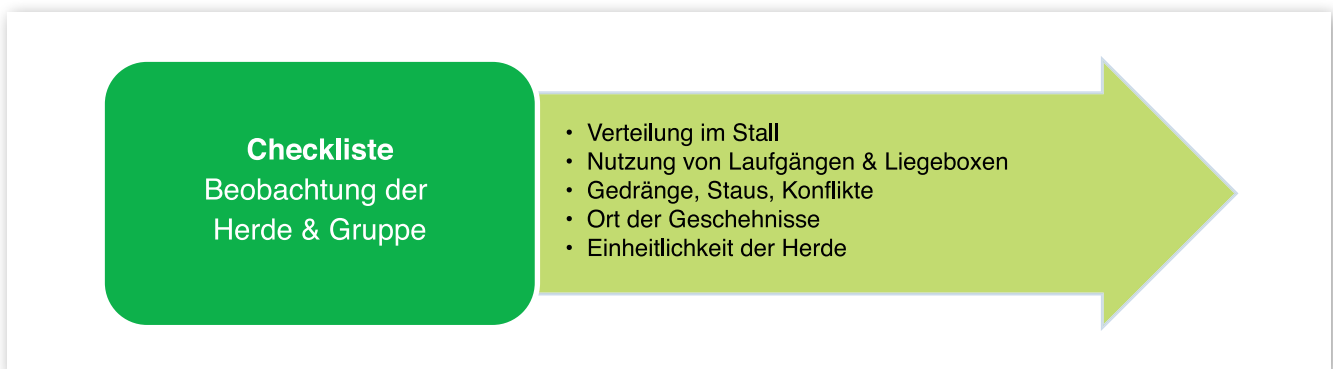 Checkliste
Beobachtung der
Herde & Gruppe
• Verteilung im Stall
• Nutzung von Laufgängen & Liegeboxen
• Gedränge, Staus, Konflikte
• Ort der Geschehnisse
• Einheitlichkeit der Herde